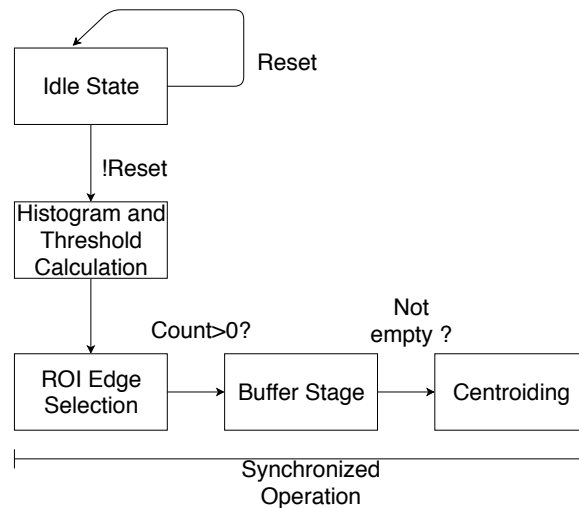 Reset
Idle State
!Reset
Histogram and
Threshold
Calculation
Count>0?
Not
empty ?
ROI Edge
Selection
Buffer Stage
Centroiding
Synchronized
Operation